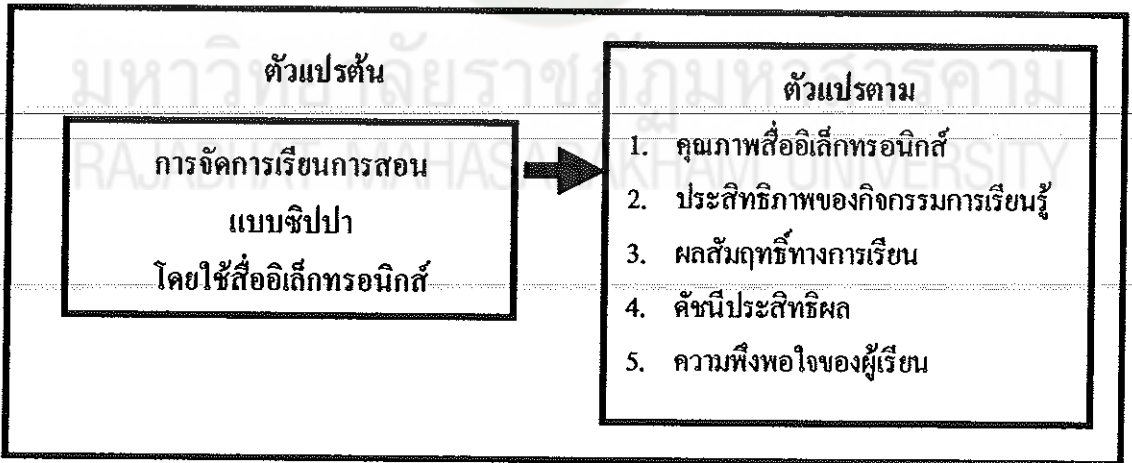 มหาวิทยาลัยราชภัฏมหาสารคาม
RAJABHAT MAHASARAKHAM UNIVERSITY
ตัวแปรต้น
การจัดการเรียนการสอน
แบบซิปปา
โดยใช้สื่ออิเล็กทรอนิกส์
ตัวแปรตาม
1. คุณภาพสื่ออิเล็กทรอนิกส์
2. ประสิทธิภาพของกิจกรรมการเรียนรู้
3. ผลสัมฤทธิ์ทางการเรียน
4. ดัชนีประสิทธิผล
5. ความพึงพอใจของผู้เรียน